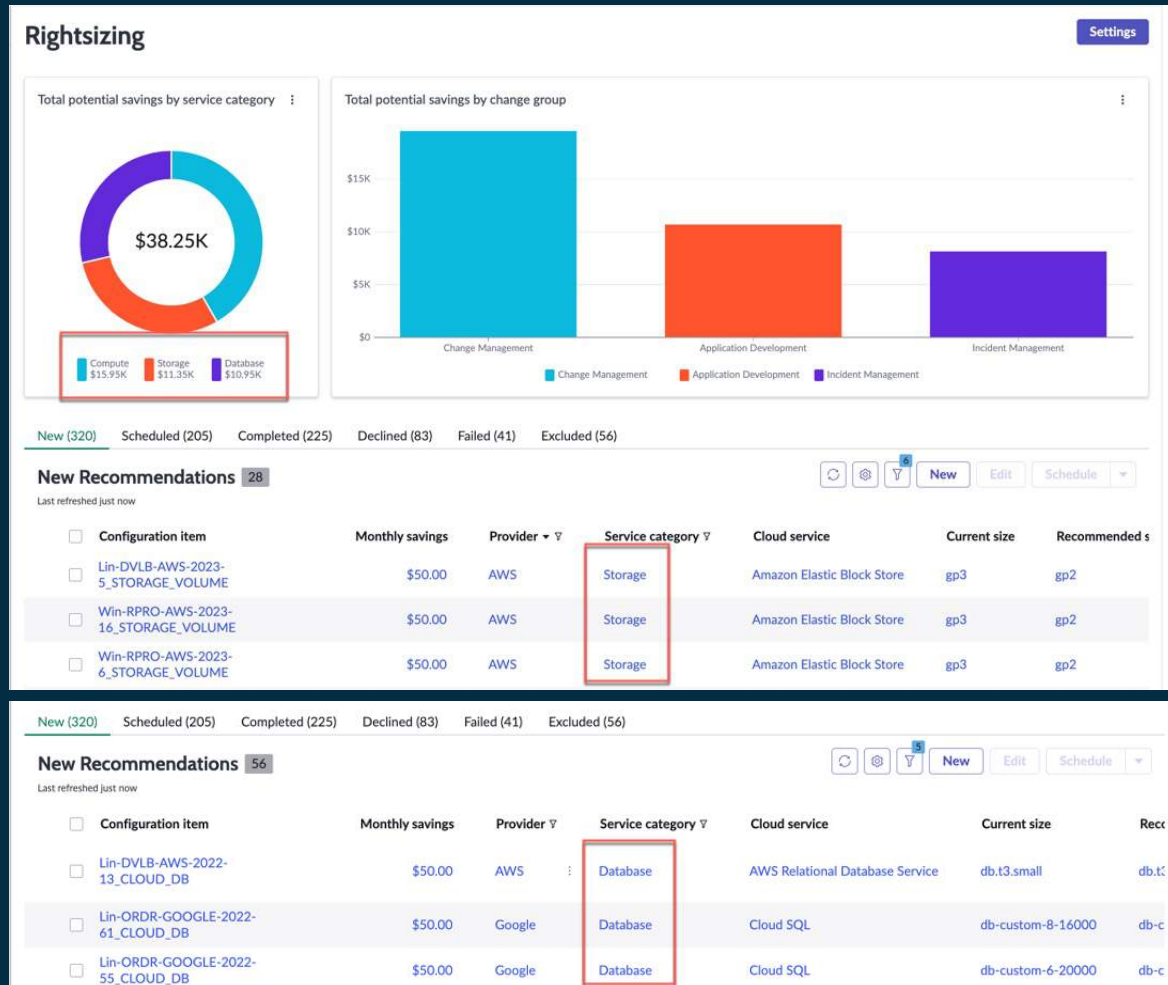 Rightsizing
Settings
Total potential savings by service category
Total potential savings by change group
$38.25K
Compute
$15.95K
Storage
$11.35K
Database
$10.95K
$15K
$10K
$5K
$0
Change Management
Application Development
Incident Management
Change Management
Application Development
Incident Management
New (320)
Scheduled (205)
Completed (225)
Declined (83)
Failed (41)
Excluded (56)
New Recommendations 28
Last refreshed just now
6
New
Edit
Schedule
Configuration item
Monthly savings
Provider
Service category
Cloud service
Current size
Recommended s
Lin-DVLB-AWS-2023-
5_STORAGE_VOLUME
$50.00
AWS
Storage
Amazon Elastic Block Store
gp3
gp2
Win-RPRO-AWS-2023-
16_STORAGE_VOLUME
$50.00
AWS
Storage
Amazon Elastic Block Store
gp3
gp2
Win-RPRO-AWS-2023-
6_STORAGE_VOLUME
$50.00
AWS
Storage
Amazon Elastic Block Store
gp3
gp2
New (320)
Scheduled (205)
Completed (225)
Declined (83)
Failed (41)
Excluded (56)
New Recommendations 56
Last refreshed just now
5
New
Edit
Schedule
Configuration item
Monthly savings
Provider
Service category
Cloud service
Current size
Reco
Lin-DVLB-AWS-2022-
13_CLOUD_DB
$50.00
AWS
Database
AWS Relational Database Service
db.t3.small
db.t3
Lin-ORDR-GOOGLE-2022-
61_CLOUD_DB
$50.00
Google
Database
Cloud SQL
db-custom-8-16000
db-c
Lin-ORDR-GOOGLE-2022-
55_CLOUD_DB
$50.00
Google
Database
Cloud SQL
db-custom-6-20000
db-c